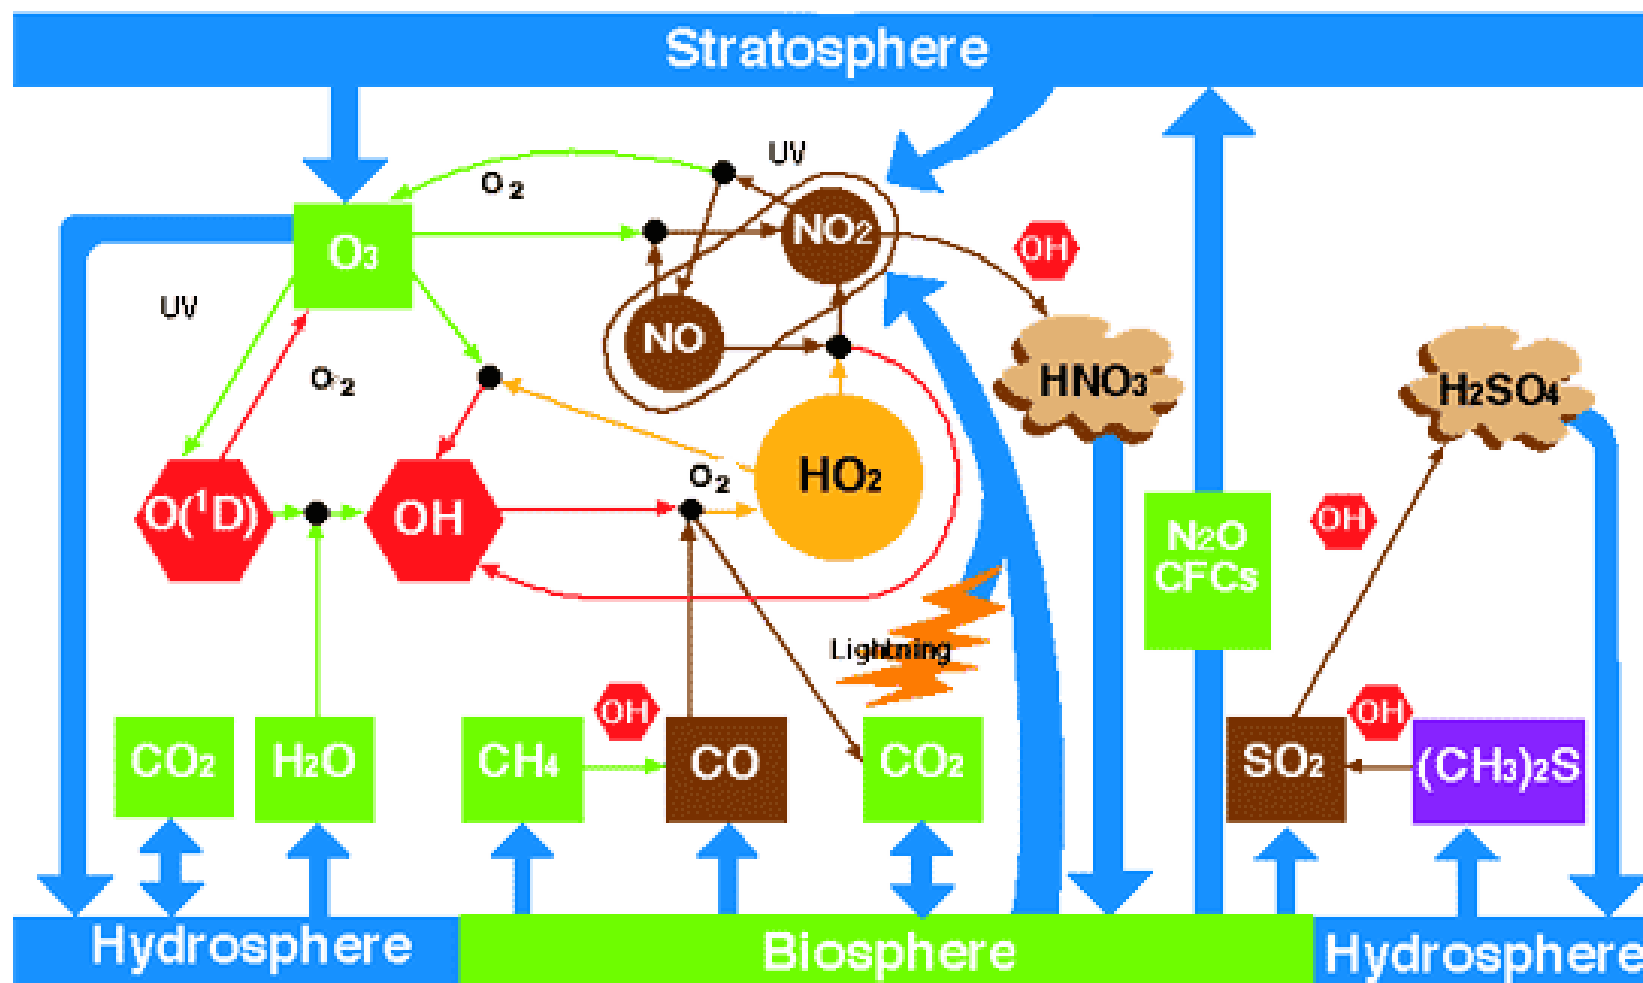 Stratosphere
UV
O2
NO2
OH
O3
UV
NO
O2
HNO3
H2SO4
HO2
O2
O(¹D)
OH
N2O
CFCs
OH
Lightning
OH
OH
CO2
H2O
CH4
CO
CO2
SO2
(CH3)2S
Hydrosphere
Biosphere
Hydrosphere